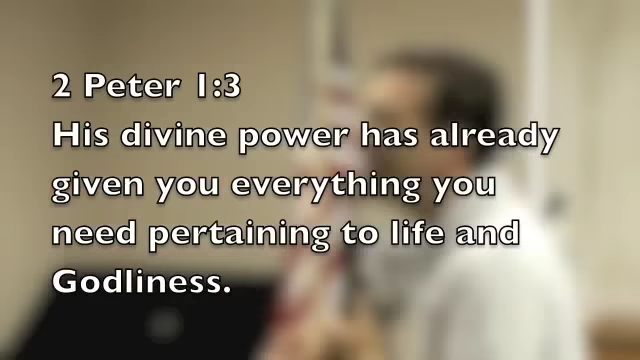 2 Peter 1:3
His divine power has already
given you everything you
need pertaining to life and
Godliness.